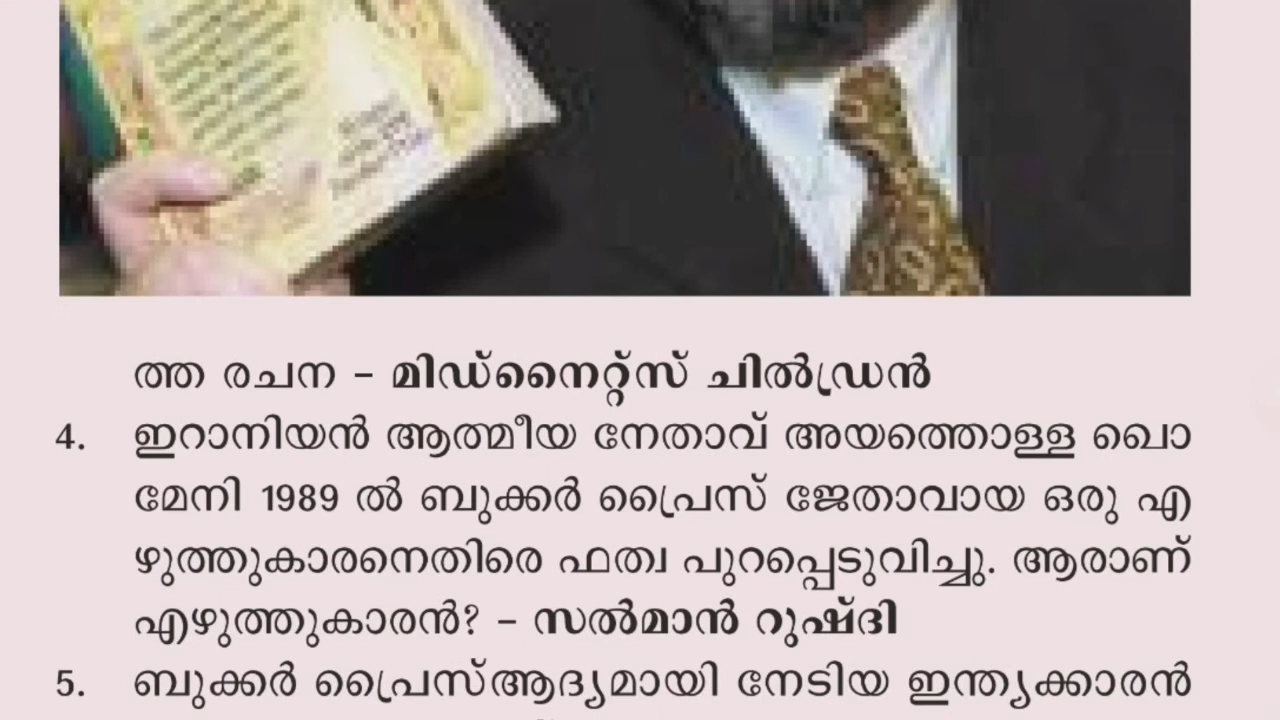 ത്ത രചന – മിഡ്നൈറ്റ്സ് ചിൽഡ്രൻ
4. ഇറാനിയൻ ആത്മീയ നേതാവ് അയത്തൊള്ള ഖൊ
മേനി 1989 ൽ ബുക്കർ പ്രൈസ് ജേതാവായ ഒരു എ
ഴുത്തുകാരനെതിരെ ഫത്വ പുറപ്പെടുവിച്ചു. ആരാണ്
എഴുത്തുകാരൻ? – സൽമാൻ റുഷ്ദി
5. ബുക്കർ പ്രൈസ്ആദ്യമായി നേടിയ ഇന്ത്യക്കാരൻ